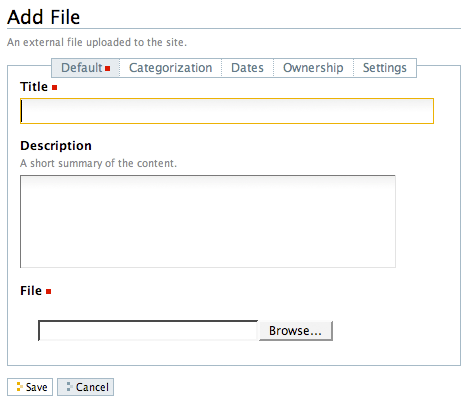 Add File
An external file uploaded to the site.
Default Categorization Dates Ownership Settings
Title
Description
A short summary of the content.
File
Browse...
Save Cancel